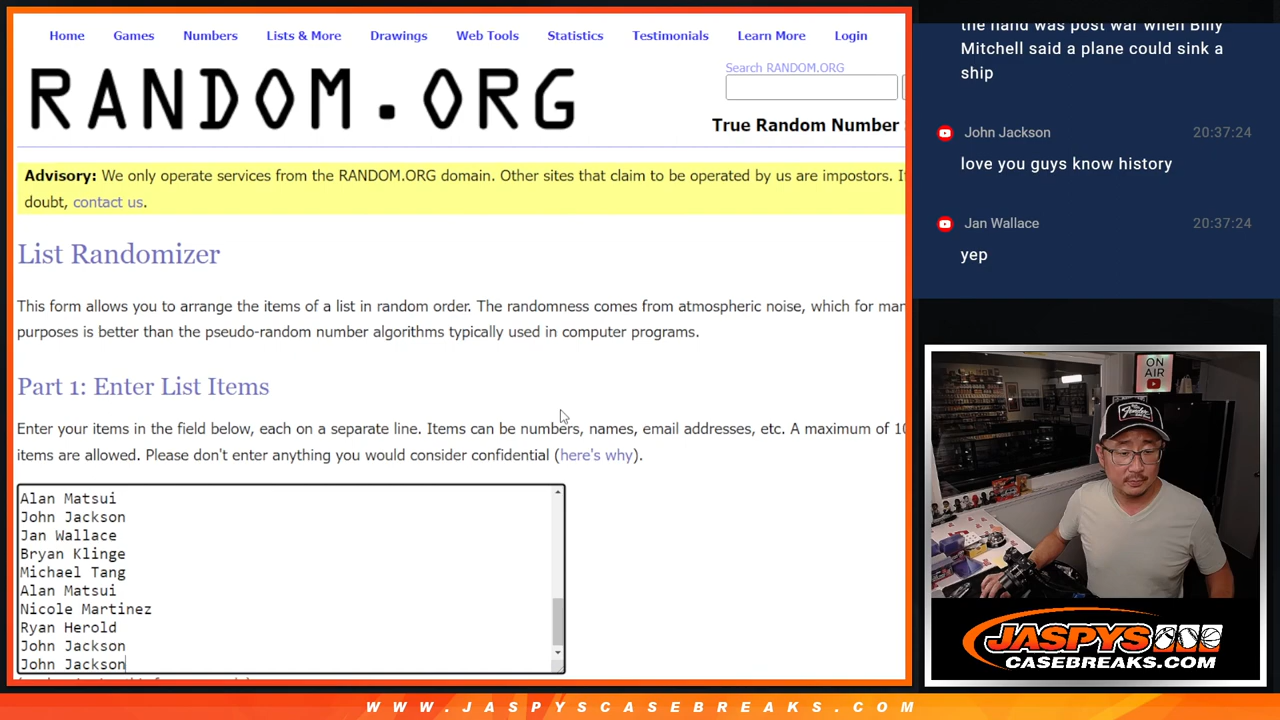 Home Games Numbers Lists & More Drawings Web Tools Statistics Testimonials Learn More Login
Search RANDOM.ORG
RANDOM.ORG
True Random Number
Advisory: We only operate services from the RANDOM.ORG domain. Other sites that claim to be operated by us are impostors.
doubt, contact us.
List Randomizer
This form allows you to arrange the items of a list in random order. The randomness comes from atmospheric noise, which for
purposes is better than the pseudo-random number algorithms typically used in computer programs.
Part 1: Enter List Items
Enter your items in the field below, each on a separate line. Items can be numbers, names, email addresses, etc. A maximum of
items are allowed. Please don't enter anything you would consider confidential (here's why).
Alan Matsui
John Jackson
Jan Wallace
Bryan Klinge
Michael Tang
Alan Matsui
Nicole Martinez
Ryan Herold
John Jackson
John Jackson
the hand was post war when Billy
Mitchell said a plane could sink a
ship
John Jackson 20:37:24
love you guys know history
Jan Wallace 20:37:24
yep
ON
AIR
Fender
JASPYS
CASEBREAKS.COM
WWW.JASPYSCASEBREAKS.COM